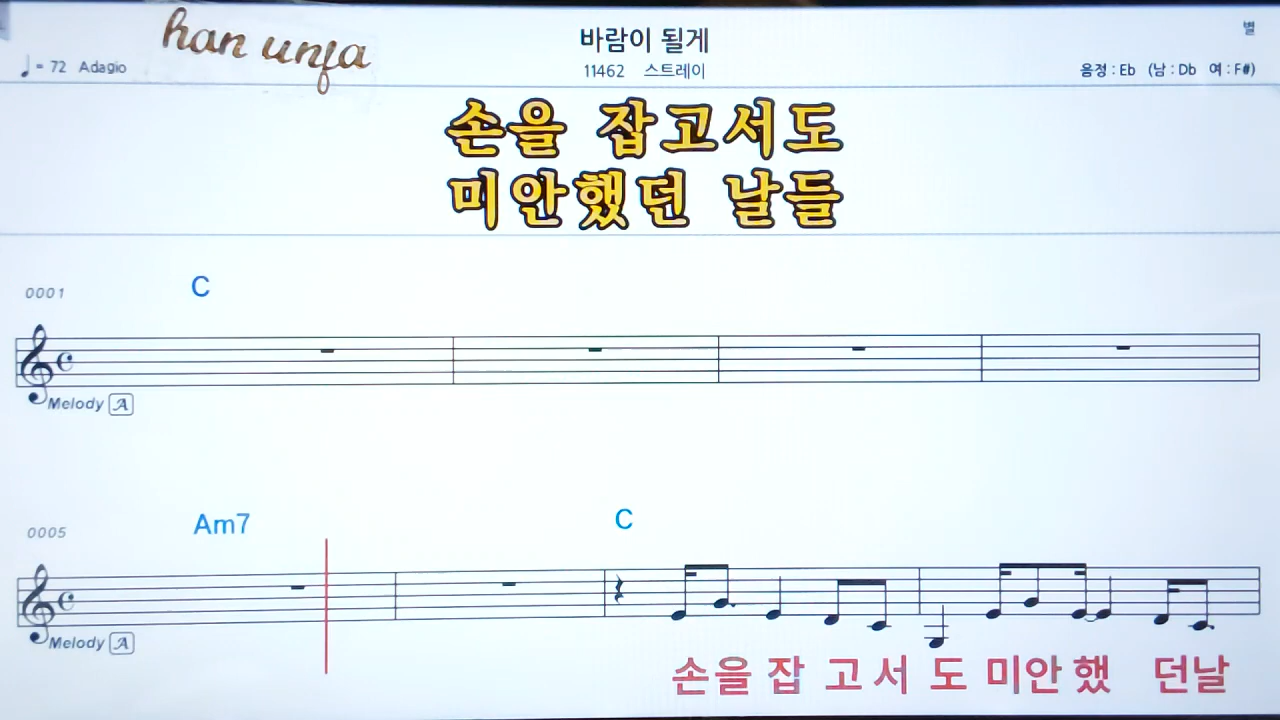 han unfa
바람이 될게
별
♩ = 72 Adagio
11462 스트레이
음정 : Eb (남 : Db 여 : F#)
손을 잡고서도
미안했던 날들
0001
C
Melody A
0005
Am7
C
Melody A
손을 잡 고 서 도 미안 했 던날